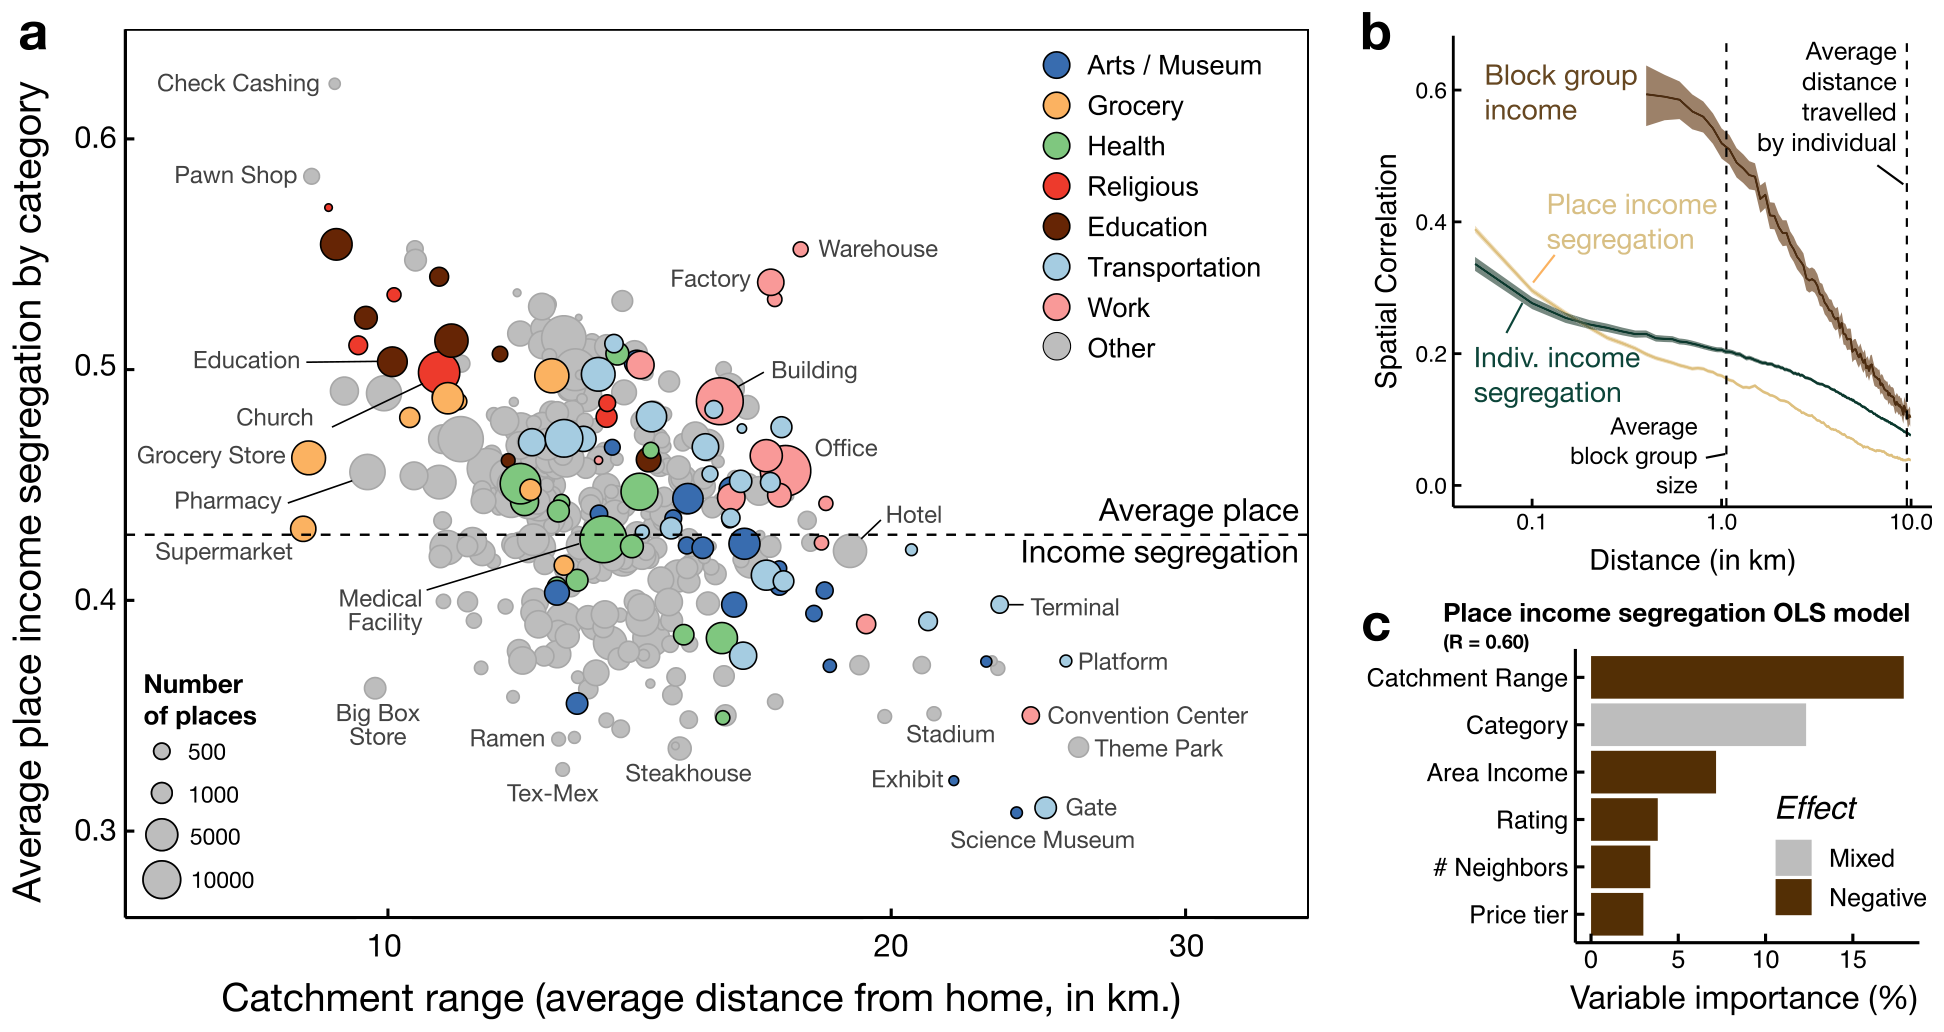 a
Average place income segregation by category
0.6
0.5
0.4
0.3
Check Cashing
Pawn Shop
Warehouse
Factory
Education
Building
Church
Grocery Store
Office
Pharmacy
Hotel
Supermarket
Average place
Income segregation
Medical
Facility
Terminal
Platform
Big Box
Store
Convention Center
Ramen
Stadium
Theme Park
Steakhouse
Exhibit
Tex-Mex
Gate
Science Museum
Arts / Museum
Grocery
Health
Religious
Education
Transportation
Work
Other
Number
of places
500
1000
5000
10000
10
20
30
Catchment range (average distance from home, in km.)
b
Spatial Correlation
0.6
0.4
0.2
0.0
Block group
income
Average
distance
travelled
by individual
Place income
segregation
Indiv. income
segregation
Average
block group
size
0.1
1.0
10.0
Distance (in km)
c
Place income segregation OLS model
(R = 0.60)
Catchment Range
Category
Area Income
Rating
# Neighbors
Price tier
Effect
Mixed
Negative
0
5
10
15
Variable importance (%)